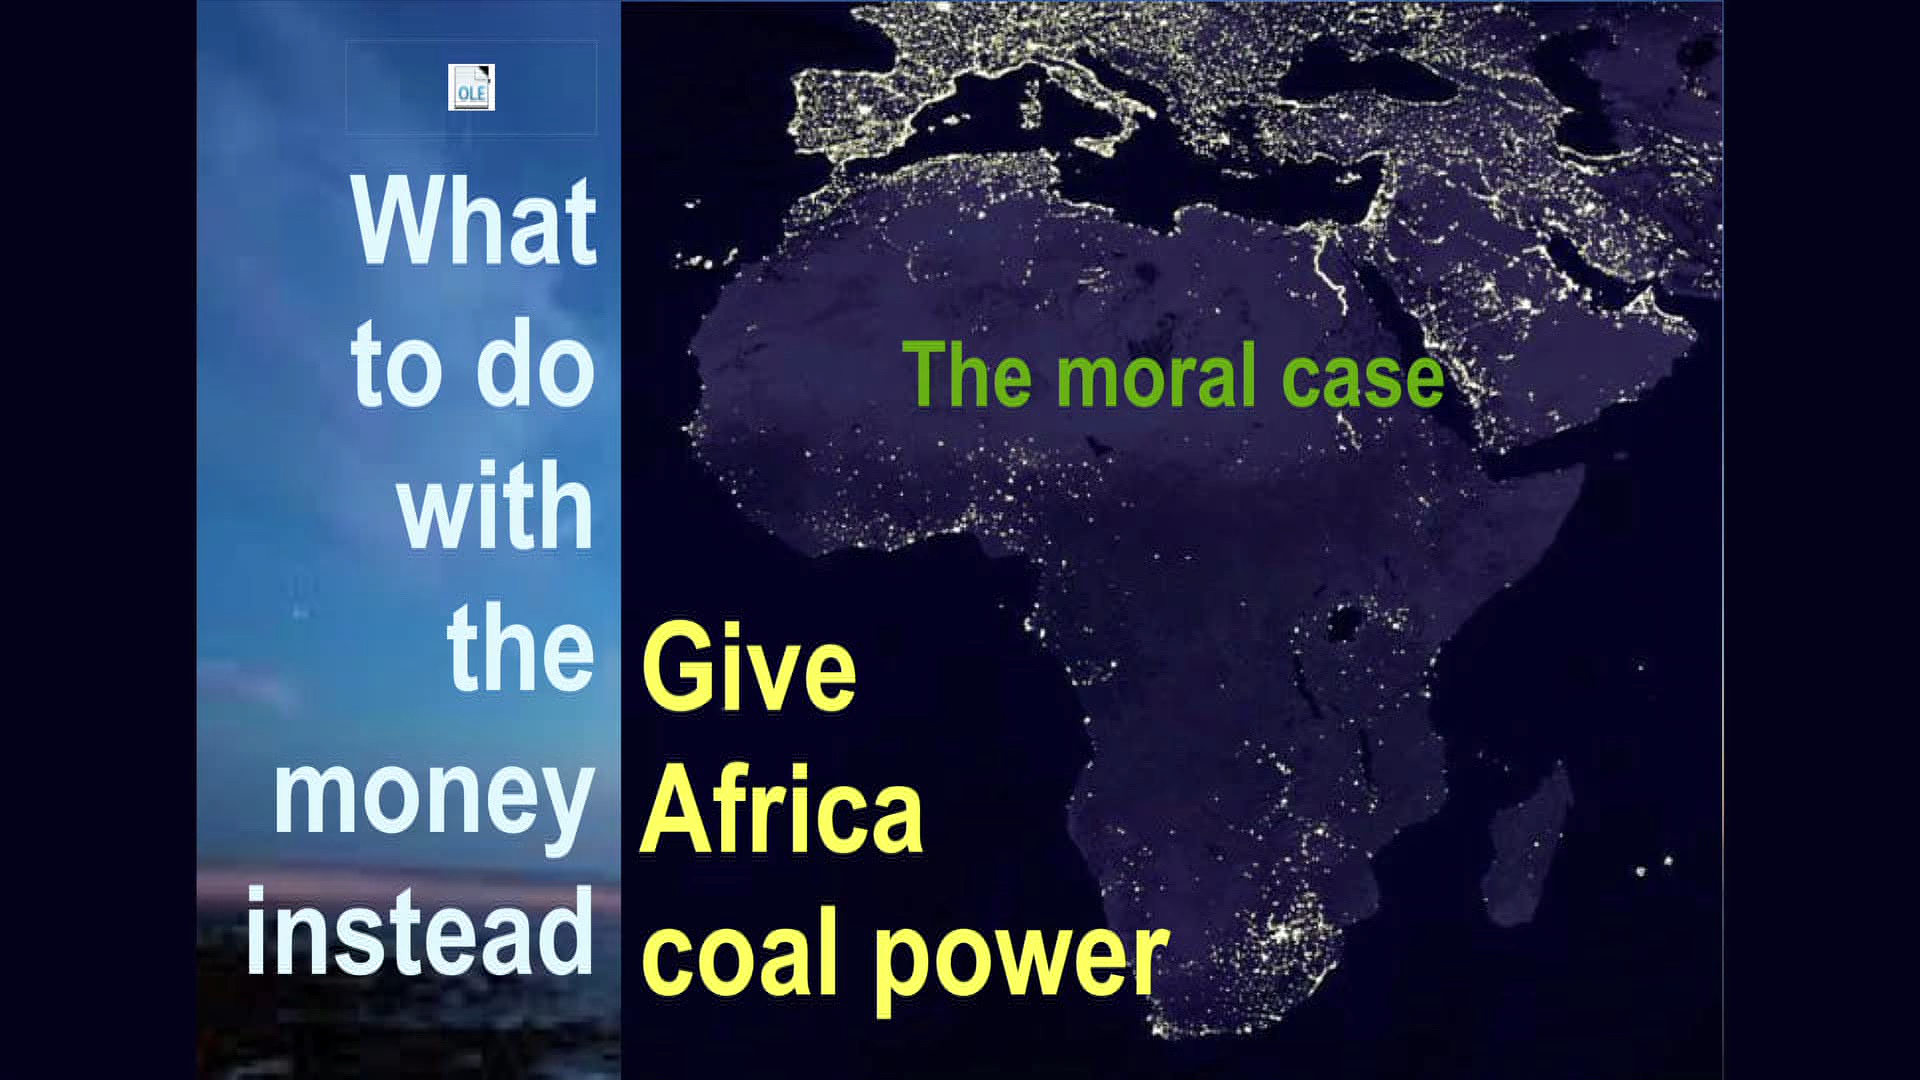 OLE
What
to do
with
the
money
instead
The moral case
Give
Africa
coal power